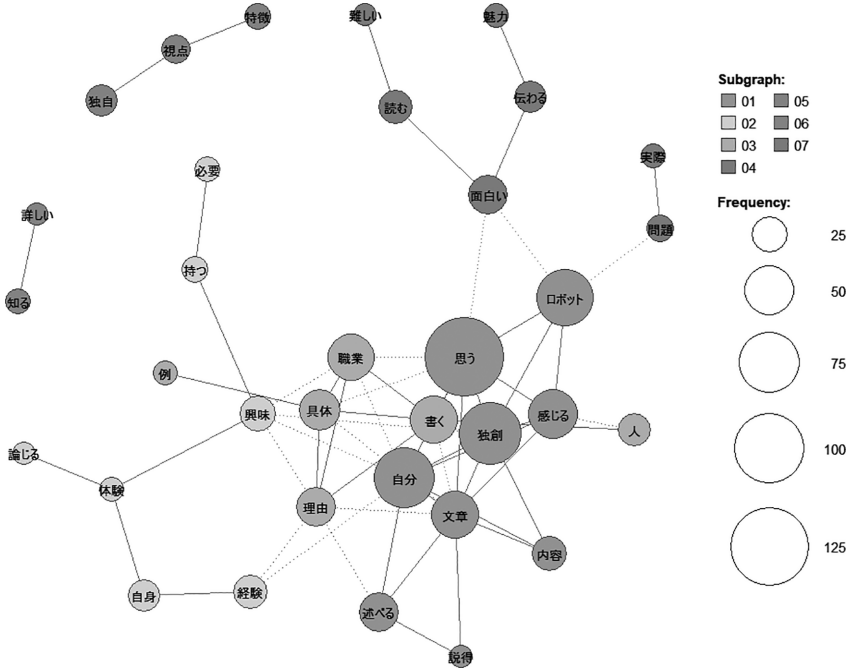 特徴
難しい
魅力
視点
独自
読む
伝わる
Subgraph:
01
05
02
06
03
07
04
実際
必要
面白い
Frequency:
詳しい
問題
25
持つ
50
知る
ロボット
職業
思う
75
例
興味
具体
書く
独創
感じる
人
100
論じる
体験
自分
理由
文章
内容
125
自身
経験
述べる
説得